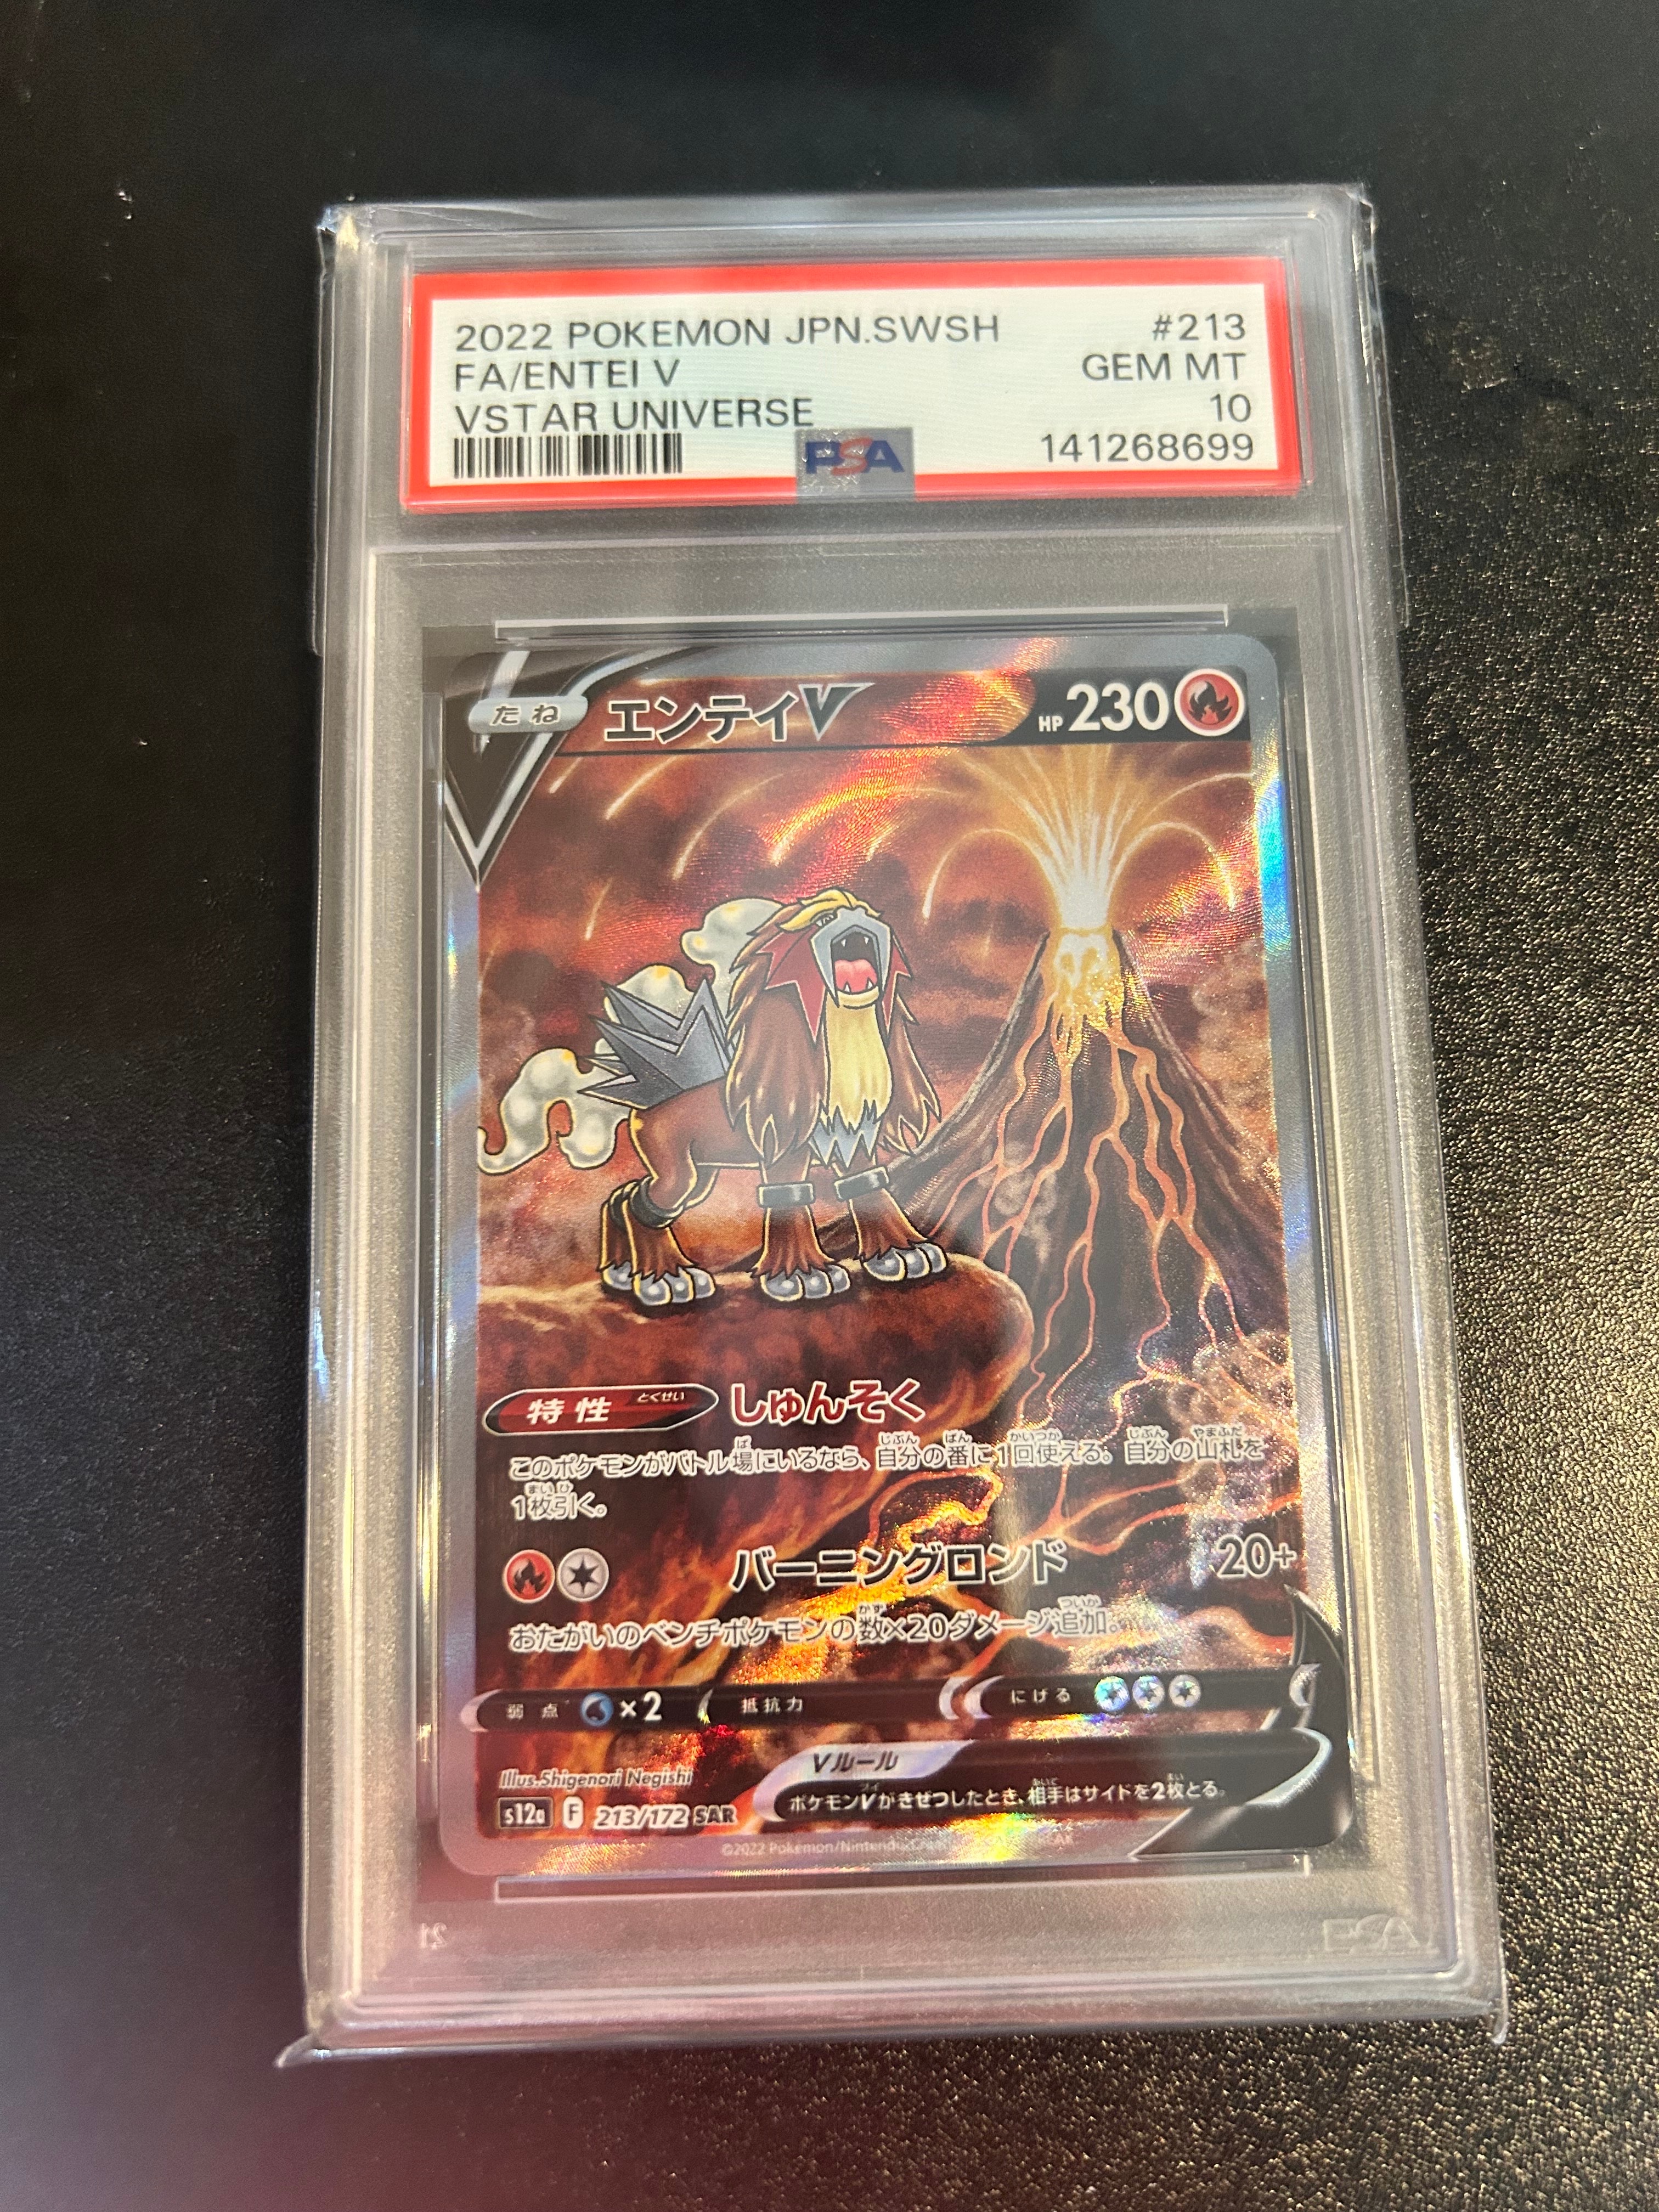 2022 POKEMON JPN.SWSH #213
FA/ENTEI V GEM MT
VSTAR UNIVERSE 10
PSA 141268699
たね エンテイV HP 230
特性 とくせい しゅんそく
このポケモンがバトル場にいるなら、自分の番に1回使える。自分の山札を
1枚引く。
バーニングロンド 20+
おたがいのベンチポケモンの数×20ダメージ追加。
弱点 ×2 抵抗力 にげる
Vルール
ポケモンVがきぜつしたとき、相手はサイドを2枚とる。
Illus.Shigenori Negishi
s12a F 213/172 SAR
©2022 Pokémon/Nintendo
PSA